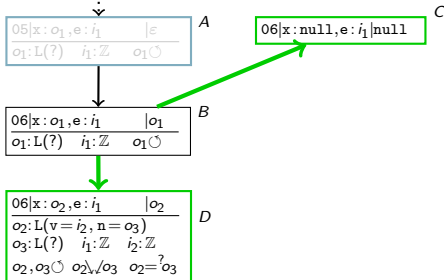 05|x:o₁,e:i₁ |ε
o₁:L(?) i₁:ℤ o₁↺
A
06|x:null,e:i₁|null
C
06|x:o₁,e:i₁ |o₁
o₁:L(?) i₁:ℤ o₁↺
B
06|x:o₂,e:i₁ |o₂
o₂:L(v=i₂,n=o₃)
o₃:L(?) i₁:ℤ i₂:ℤ
o₂,o₃↺ o₂⋁o₃ o₂=?o₃
D